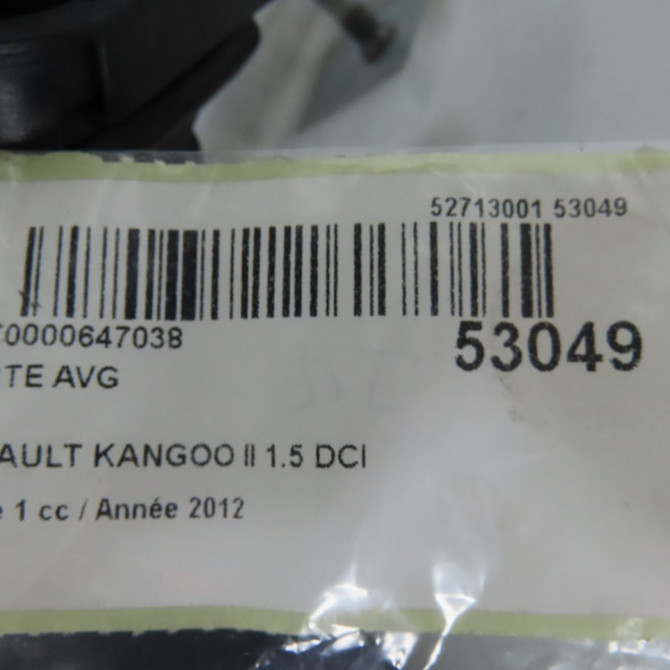 52713001 53049
0000647038
53049
TE AVG
AULT KANGOO II 1.5 DCI
e 1 cc / Année 2012